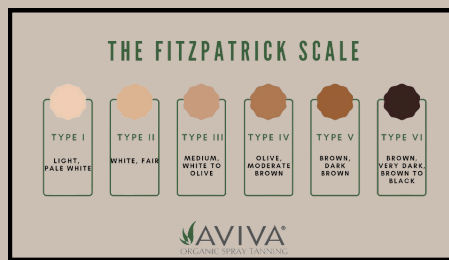 THE FITZPATRICK SCALE
TYPE I
LIGHT,
PALE WHITE
TYPE II
WHITE, FAIR
TYPE III
MEDIUM,
WHITE TO
OLIVE
TYPE IV
OLIVE,
MODERATE
BROWN
TYPE V
BROWN,
DARK
BROWN
TYPE VI
BROWN,
VERY DARK,
BROWN TO
BLACK
AVIVA®
ORGANIC SPRAY TANNING